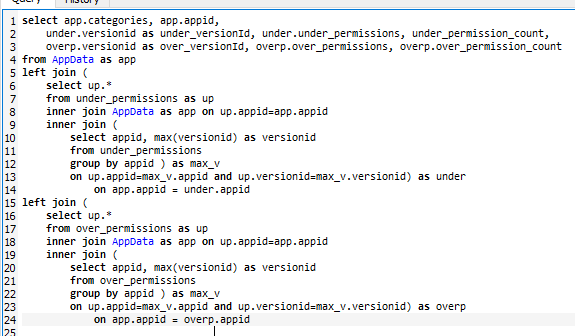 Query History
1 select app.categories, app.appid,
2 under.versionid as under_versionId, under.under_permissions, under_permission_count,
3 overp.versionid as over_versionId, overp.over_permissions, overp.over_permission_count
4 from AppData as app
5 left join (
6 select up.*
7 from under_permissions as up
8 inner join AppData as app on up.appid=app.appid
9 inner join (
10 select appid, max(versionid) as versionid
11 from under_permissions
12 group by appid ) as max_v
13 on up.appid=max_v.appid and up.versionid=max_v.versionid) as under
14 on app.appid = under.appid
15 left join (
16 select up.*
17 from over_permissions as up
18 inner join AppData as app on up.appid=app.appid
19 inner join (
20 select appid, max(versionid) as versionid
21 from over_permissions
22 group by appid ) as max_v
23 on up.appid=max_v.appid and up.versionid=max_v.versionid) as overp
24 on app.appid = overp.appid
25